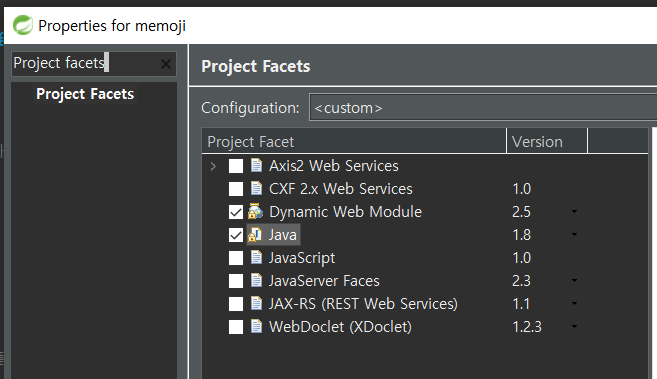 Properties for memoji
Project facets
Project Facets
Project Facets
Configuration: <custom>
Project Facet Version
Axis2 Web Services
CXF 2.x Web Services 1.0
Dynamic Web Module 2.5
Java 1.8
JavaScript 1.0
JavaServer Faces 2.3
JAX-RS (REST Web Services) 1.1
WebDoclet (XDoclet) 1.2.3